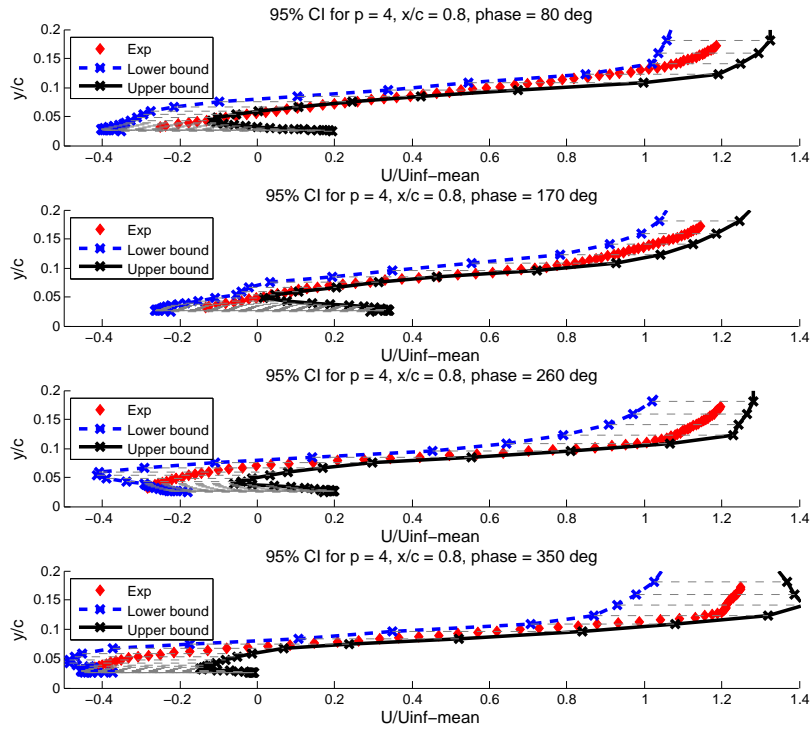 95% CI for p = 4, x/c = 0.8, phase = 80 deg
0.2
0.15
0.1
0.05
0
y/c
Exp
Lower bound
Upper bound
−0.4 −0.2 0 0.2 0.4 0.6 0.8 1 1.2 1.4
U/Uinf−mean
95% CI for p = 4, x/c = 0.8, phase = 170 deg
0.2
0.15
0.1
0.05
0
y/c
Exp
Lower bound
Upper bound
−0.4 −0.2 0 0.2 0.4 0.6 0.8 1 1.2 1.4
U/Uinf−mean
95% CI for p = 4, x/c = 0.8, phase = 260 deg
0.2
0.15
0.1
0.05
0
y/c
Exp
Lower bound
Upper bound
−0.4 −0.2 0 0.2 0.4 0.6 0.8 1 1.2 1.4
U/Uinf−mean
95% CI for p = 4, x/c = 0.8, phase = 350 deg
0.2
0.15
0.1
0.05
0
y/c
Exp
Lower bound
Upper bound
−0.4 −0.2 0 0.2 0.4 0.6 0.8 1 1.2 1.4
U/Uinf−mean